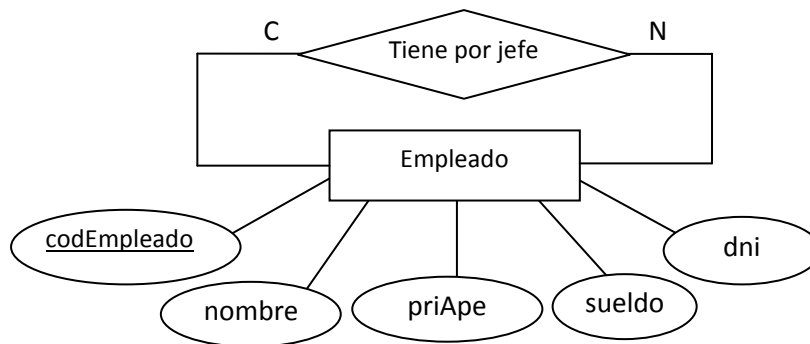 C
Tiene por jefe
N
Empleado
codEmpleado
nombre
priApe
sueldo
dni